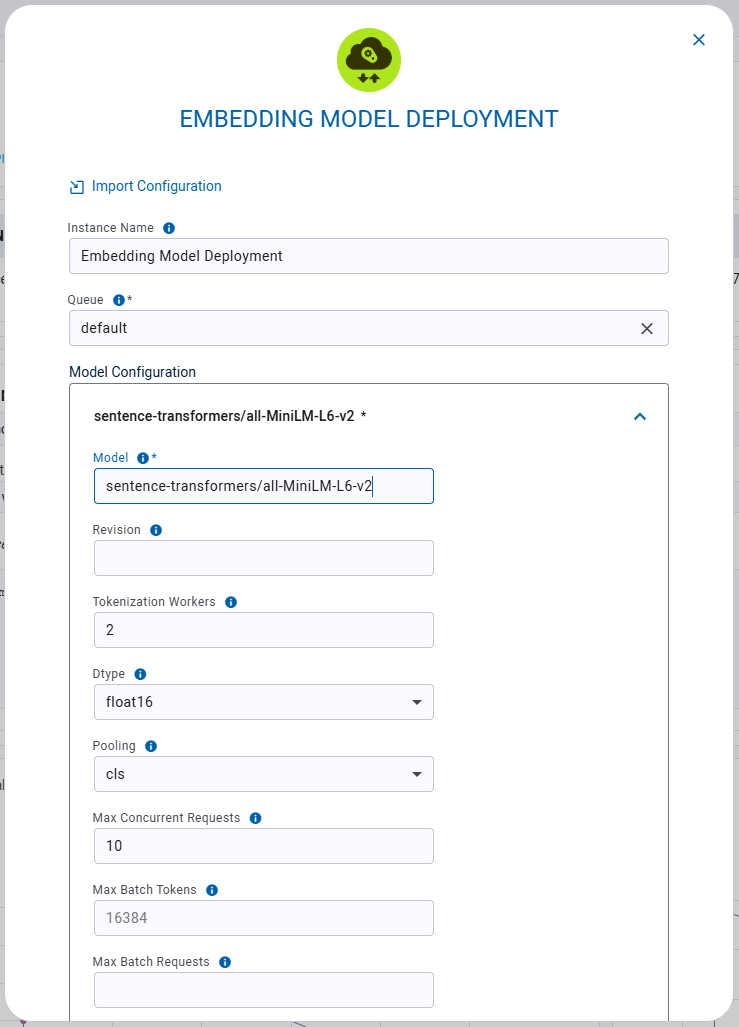 EMBEDDING MODEL DEPLOYMENT
Import Configuration
Instance Name
Embedding Model Deployment
Queue *
default
Model Configuration
sentence-transformers/all-MiniLM-L6-v2 *
Model *
sentence-transformers/all-MiniLM-L6-v2
Revision
Tokenization Workers
2
Dtype
float16
Pooling
cls
Max Concurrent Requests
10
Max Batch Tokens
16384
Max Batch Requests